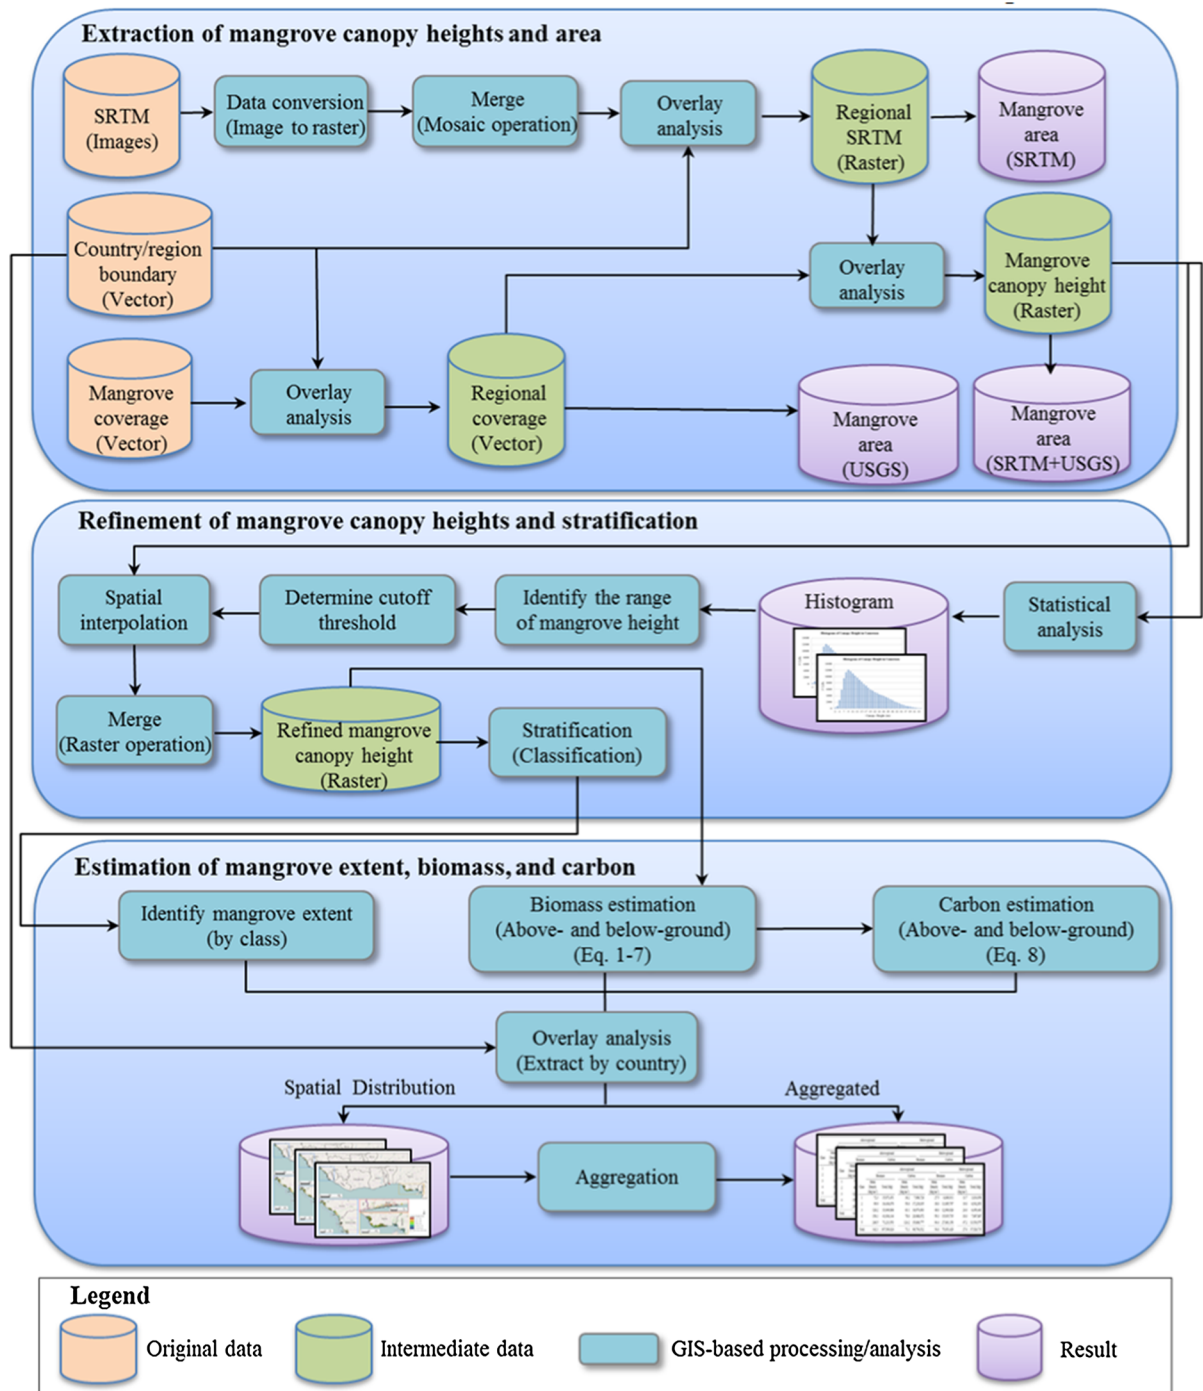 Extraction of mangrove canopy heights and area
SRTM
(Images)
Data conversion
(Image to raster)
Merge
(Mosaic operation)
Overlay
analysis
Regional
SRTM
(Raster)
Mangrove
area
(SRTM)
Country/region
boundary
(Vector)
Overlay
analysis
Mangrove
canopy height
(Raster)
Mangrove
coverage
(Vector)
Overlay
analysis
Regional
coverage
(Vector)
Mangrove
area
(USGS)
Mangrove
area
(SRTM+USGS)
Refinement of mangrove canopy heights and stratification
Spatial
interpolation
Determine cutoff
threshold
Identify the range
of mangrove height
Histogram
Statistical
analysis
Merge
(Raster operation)
Refined mangrove
canopy height
(Raster)
Stratification
(Classification)
Estimation of mangrove extent, biomass, and carbon
Identify mangrove extent
(by class)
Biomass estimation
(Above- and below-ground)
(Eq. 1-7)
Carbon estimation
(Above- and below-ground)
(Eq. 8)
Overlay analysis
(Extract by country)
Spatial Distribution
Aggregated
Aggregation
Legend
Original data
Intermediate data
GIS-based processing/analysis
Result